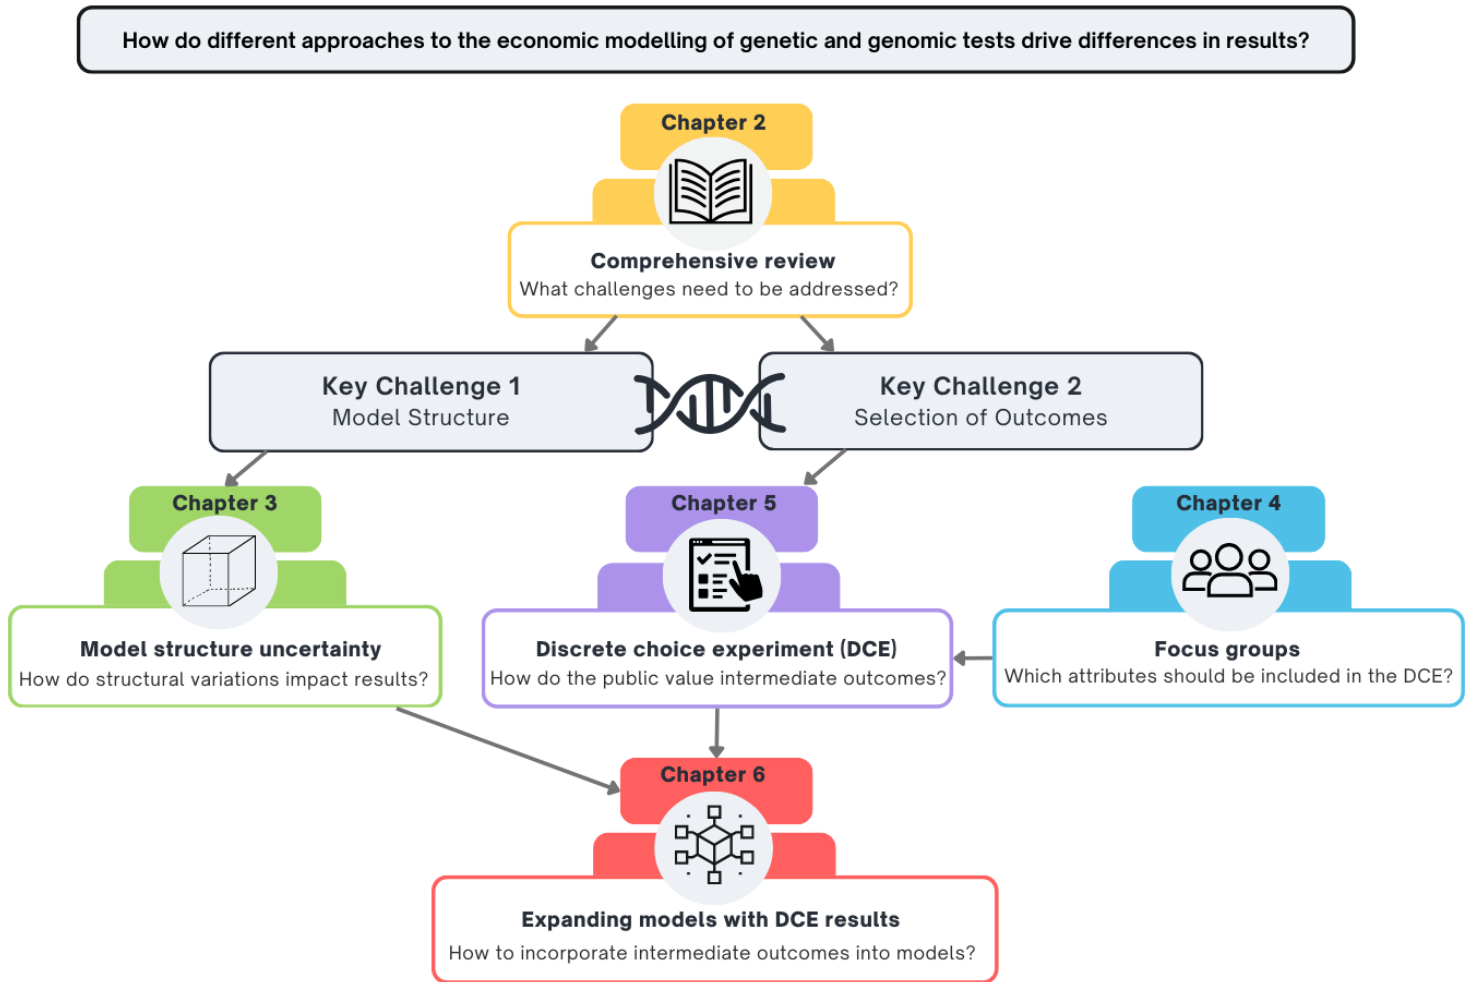 How do different approaches to the economic modelling of genetic and genomic tests drive differences in results?
Chapter 2
Comprehensive review
What challenges need to be addressed?
Key Challenge 1
Model Structure
Key Challenge 2
Selection of Outcomes
Chapter 3
Model structure uncertainty
How do structural variations impact results?
Chapter 5
Discrete choice experiment (DCE)
How do the public value intermediate outcomes?
Chapter 4
Focus groups
Which attributes should be included in the DCE?
Chapter 6
Expanding models with DCE results
How to incorporate intermediate outcomes into models?